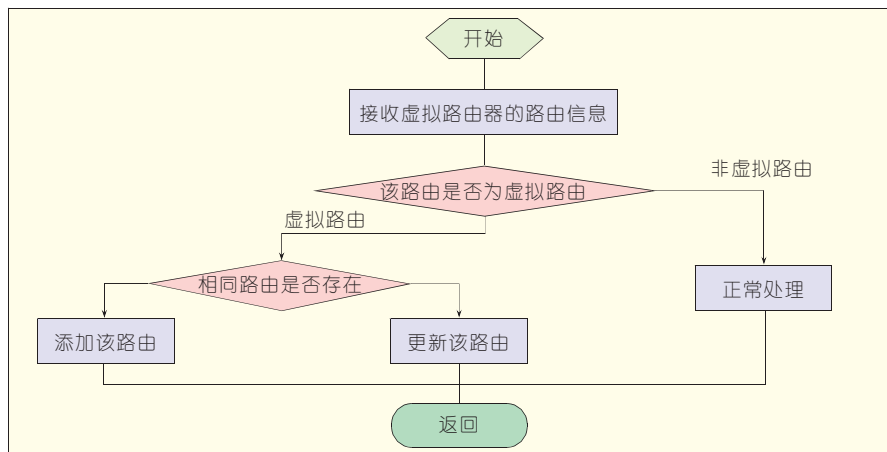 开始
接收虚拟路由器的路由信息
该路由是否为虚拟路由
非虚拟路由
虚拟路由
相同路由是否存在
正常处理
添加该路由
更新该路由
返回